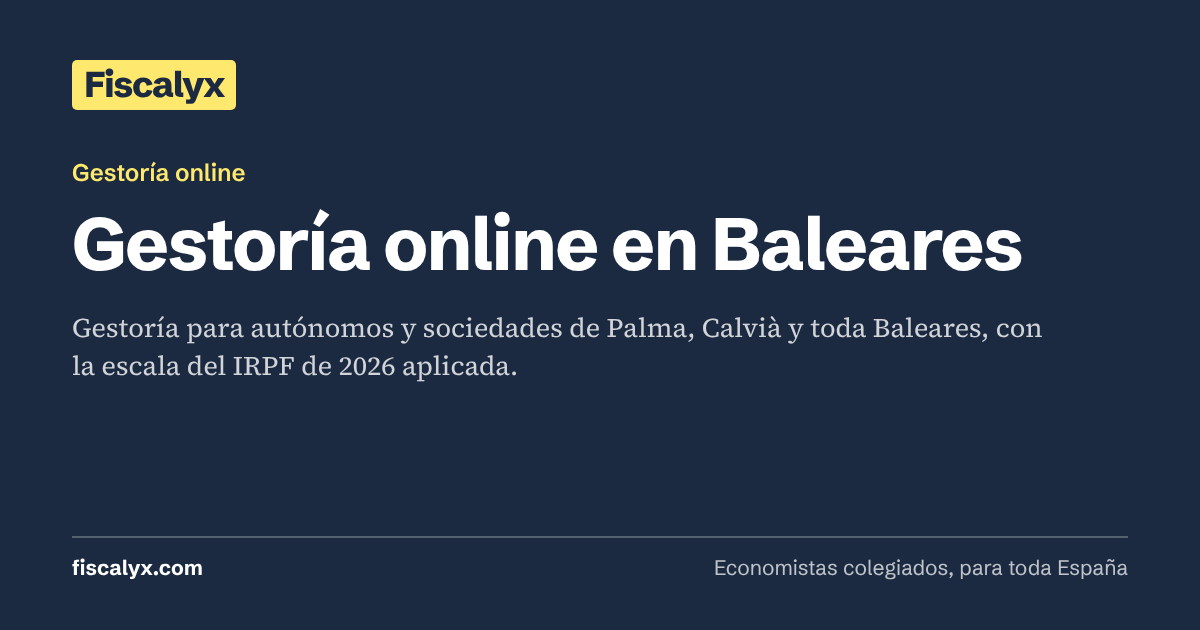 Fiscalyx
Gestoría online
Gestoría online en Baleares
Gestoría para autónomos y sociedades de Palma, Calvià y toda Baleares, con
la escala del IRPF de 2026 aplicada.
fiscalyx.com
Economistas colegiados, para toda España